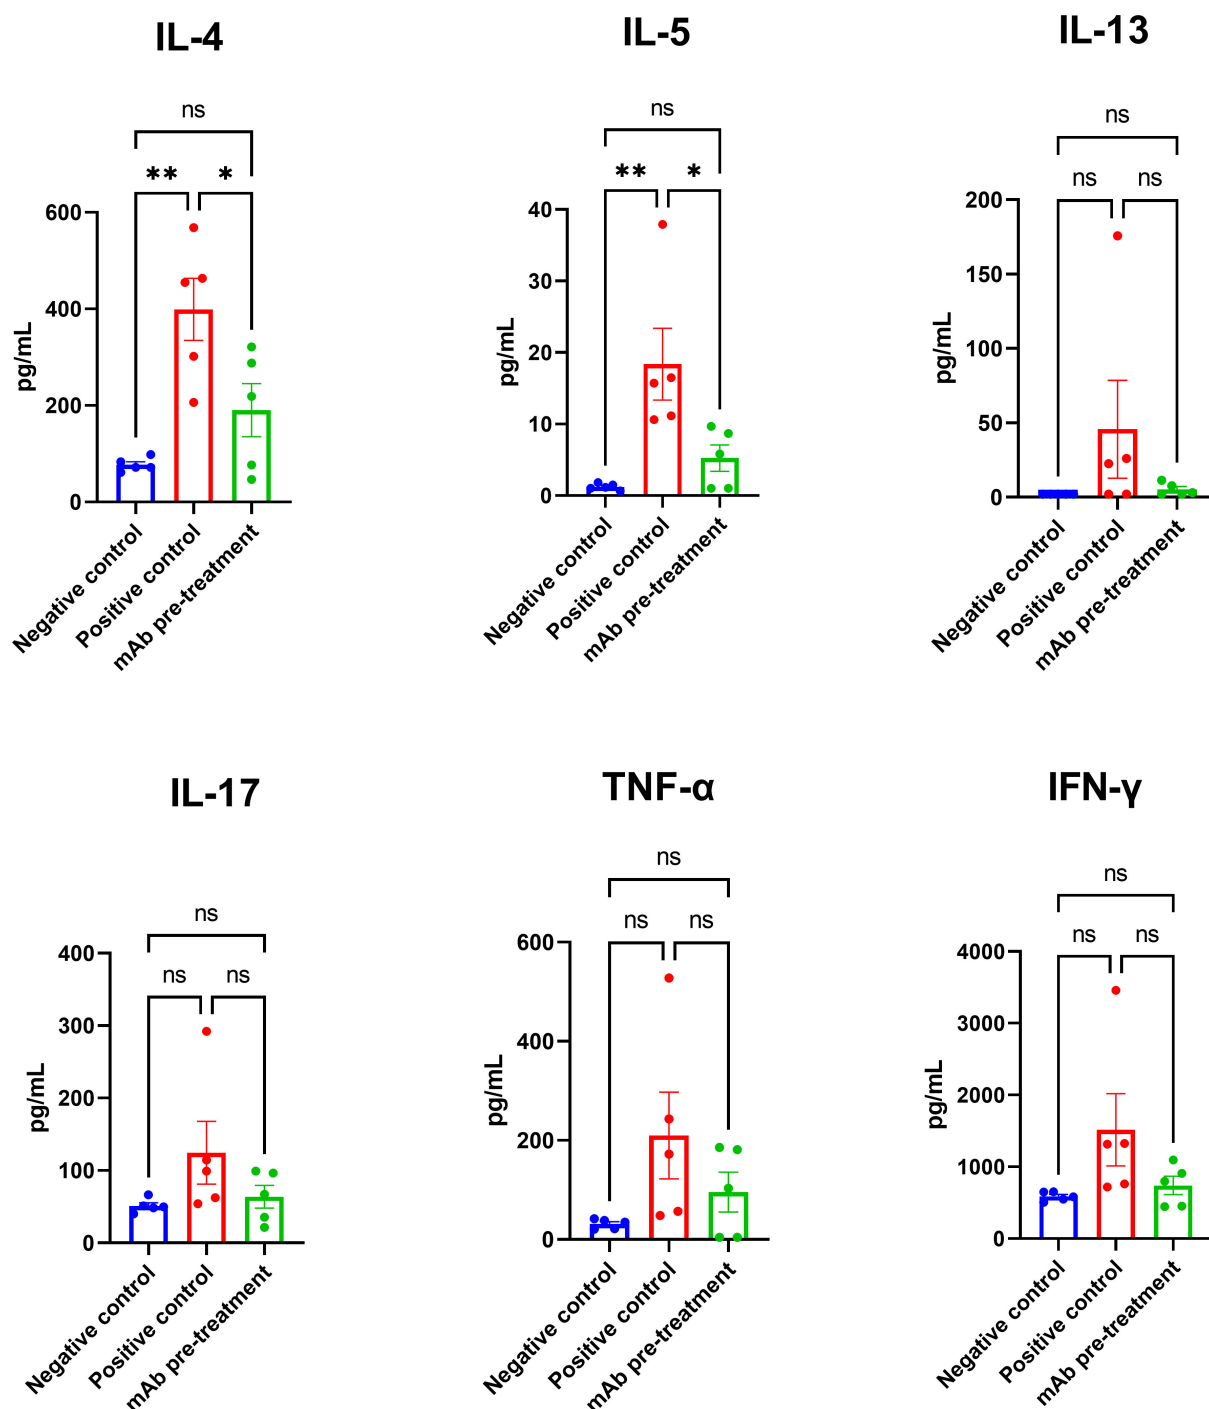 IL-4
ns
** *
600
400
200
0
pg/mL
Negative control
Positive control
mAb pre-treatment
IL-5
ns
** *
40
30
20
10
0
pg/mL
Negative control
Positive control
mAb pre-treatment
IL-13
ns
ns ns
200
150
100
50
0
pg/mL
Negative control
Positive control
mAb pre-treatment
IL-17
ns
ns ns
400
300
200
100
0
pg/mL
Negative control
Positive control
mAb pre-treatment
TNF-α
ns
ns ns
600
400
200
0
pg/mL
Negative control
Positive control
mAb pre-treatment
IFN-γ
ns
ns ns
4000
3000
2000
1000
0
pg/mL
Negative control
Positive control
mAb pre-treatment